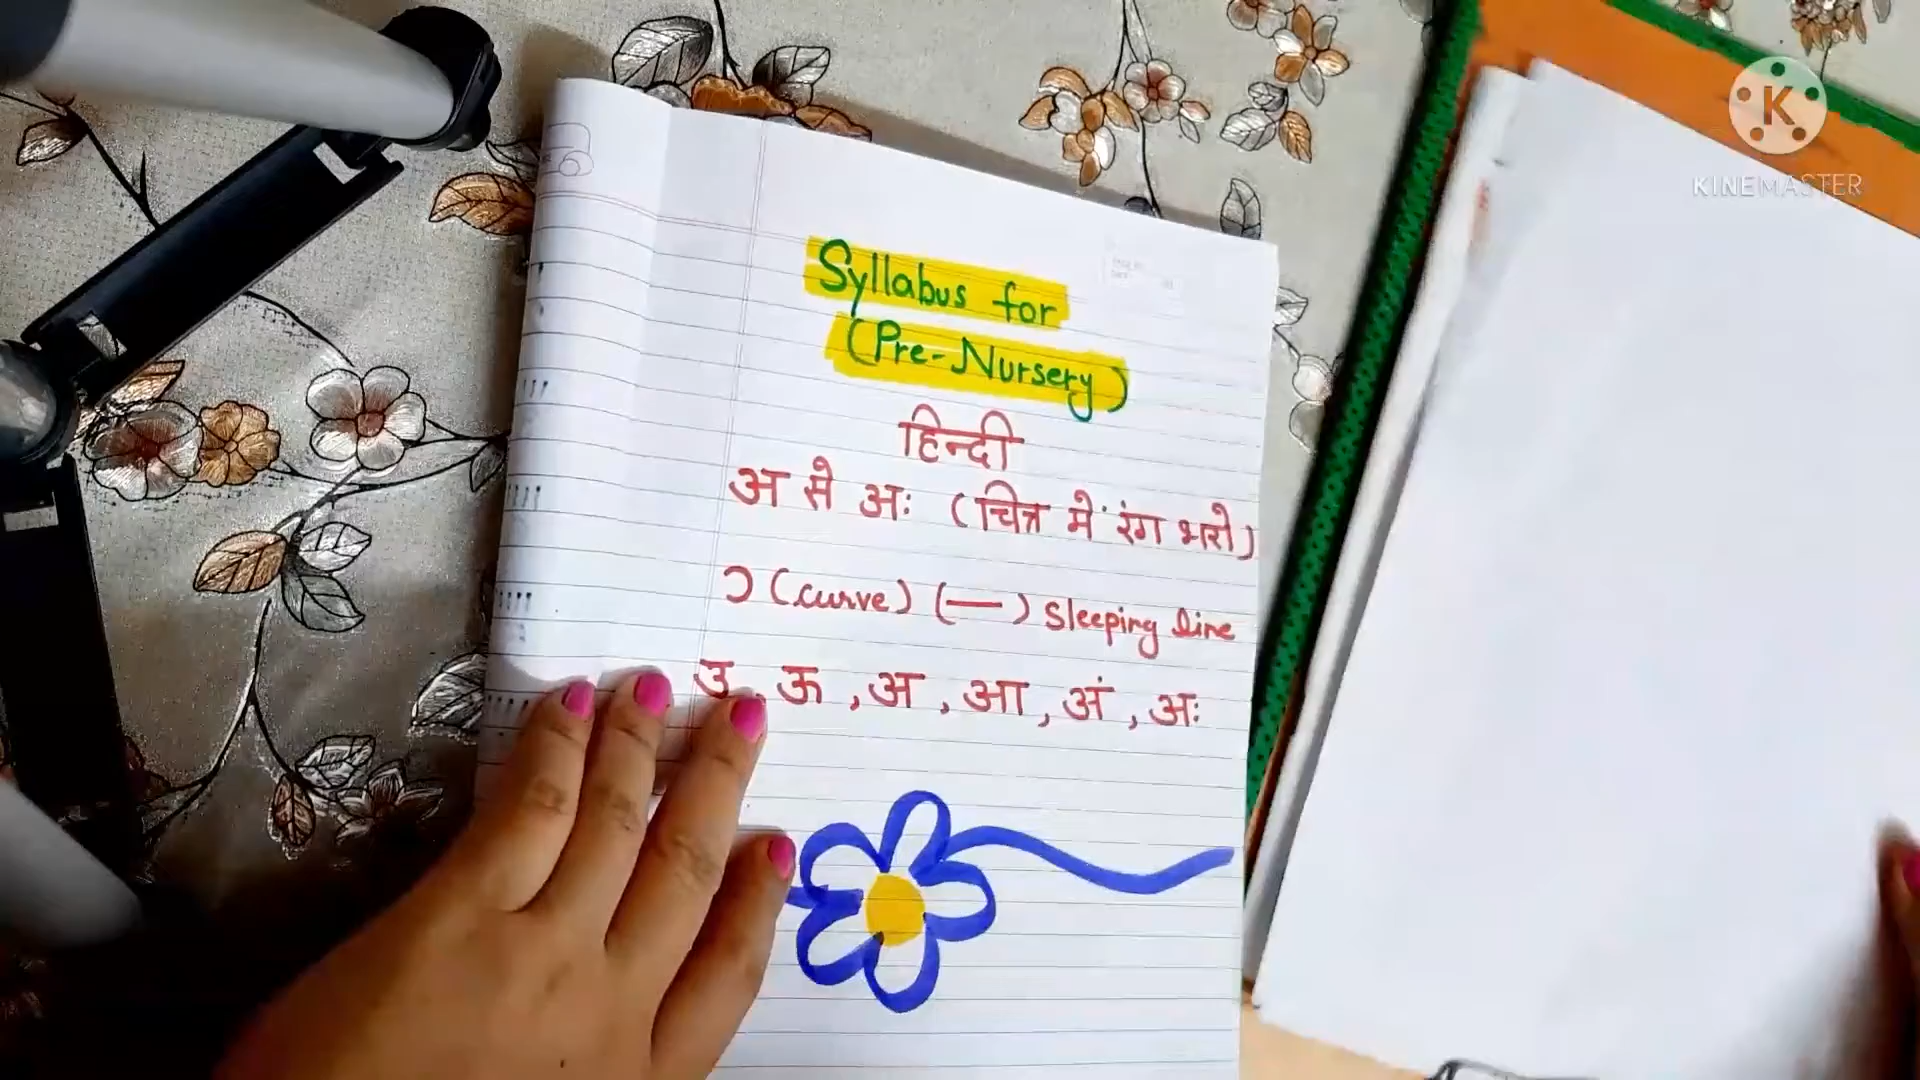 Syllabus for
(Pre-Nursery)
हिन्दी
अ से अः (चित्र में रंग भरो)
(curve) (—) Sleeping line
उ, ऊ, अ, आ, अं, अः
K
KINEMASTER